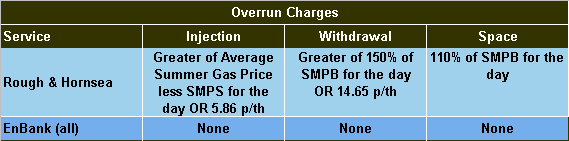 Overrun Charges
Service Injection Withdrawal Space
Rough & Hornsea
Greater of Average
Summer Gas Price
less SMPS for the
day OR 5.86 p/th
Greater of 150% of
SMPB for the day
OR 14.65 p/th
110% of SMPB for the
day
EnBank (all) None None None